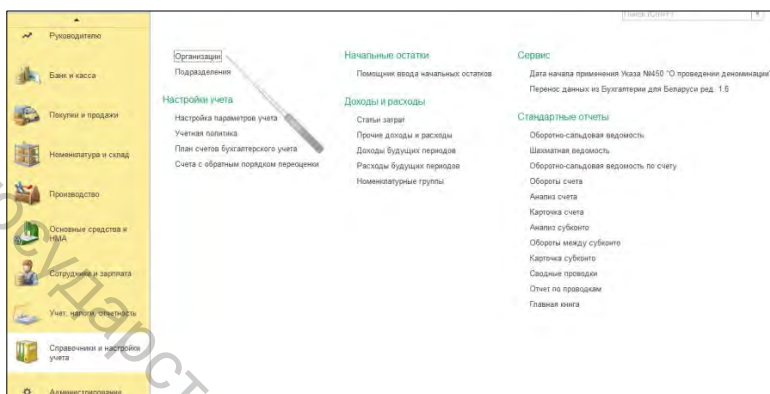 Поиск (Ctrl+F)
Руководителю
Банк и касса
Покупки и продажи
Номенклатура и склад
Производство
Основные средства и
НМА
Сотрудники и зарплата
Учет, налоги, отчетность
Справочники и настройки
учета
Администрирование
Организации
Подразделения
Настройки учета
Настройка параметров учета
Учетная политика
План счетов бухгалтерского учета
Счета с обратным порядком переоценки
Начальные остатки
Помощник ввода начальных остатков
Доходы и расходы
Статьи затрат
Прочие доходы и расходы
Доходы будущих периодов
Расходы будущих периодов
Номенклатурные группы
Сервис
Дата начала применения Указа №450 "О проведении деноминации"
Перенос данных из Бухгалтерии для Беларуси ред. 1.6
Стандартные отчеты
Оборотно-сальдовая ведомость
Шахматная ведомость
Оборотно-сальдовая ведомость по счету
Обороты счета
Анализ счета
Карточка счета
Анализ субконто
Обороты между субконто
Карточка субконто
Сводные проводки
Отчет по проводкам
Главная книга
осударст